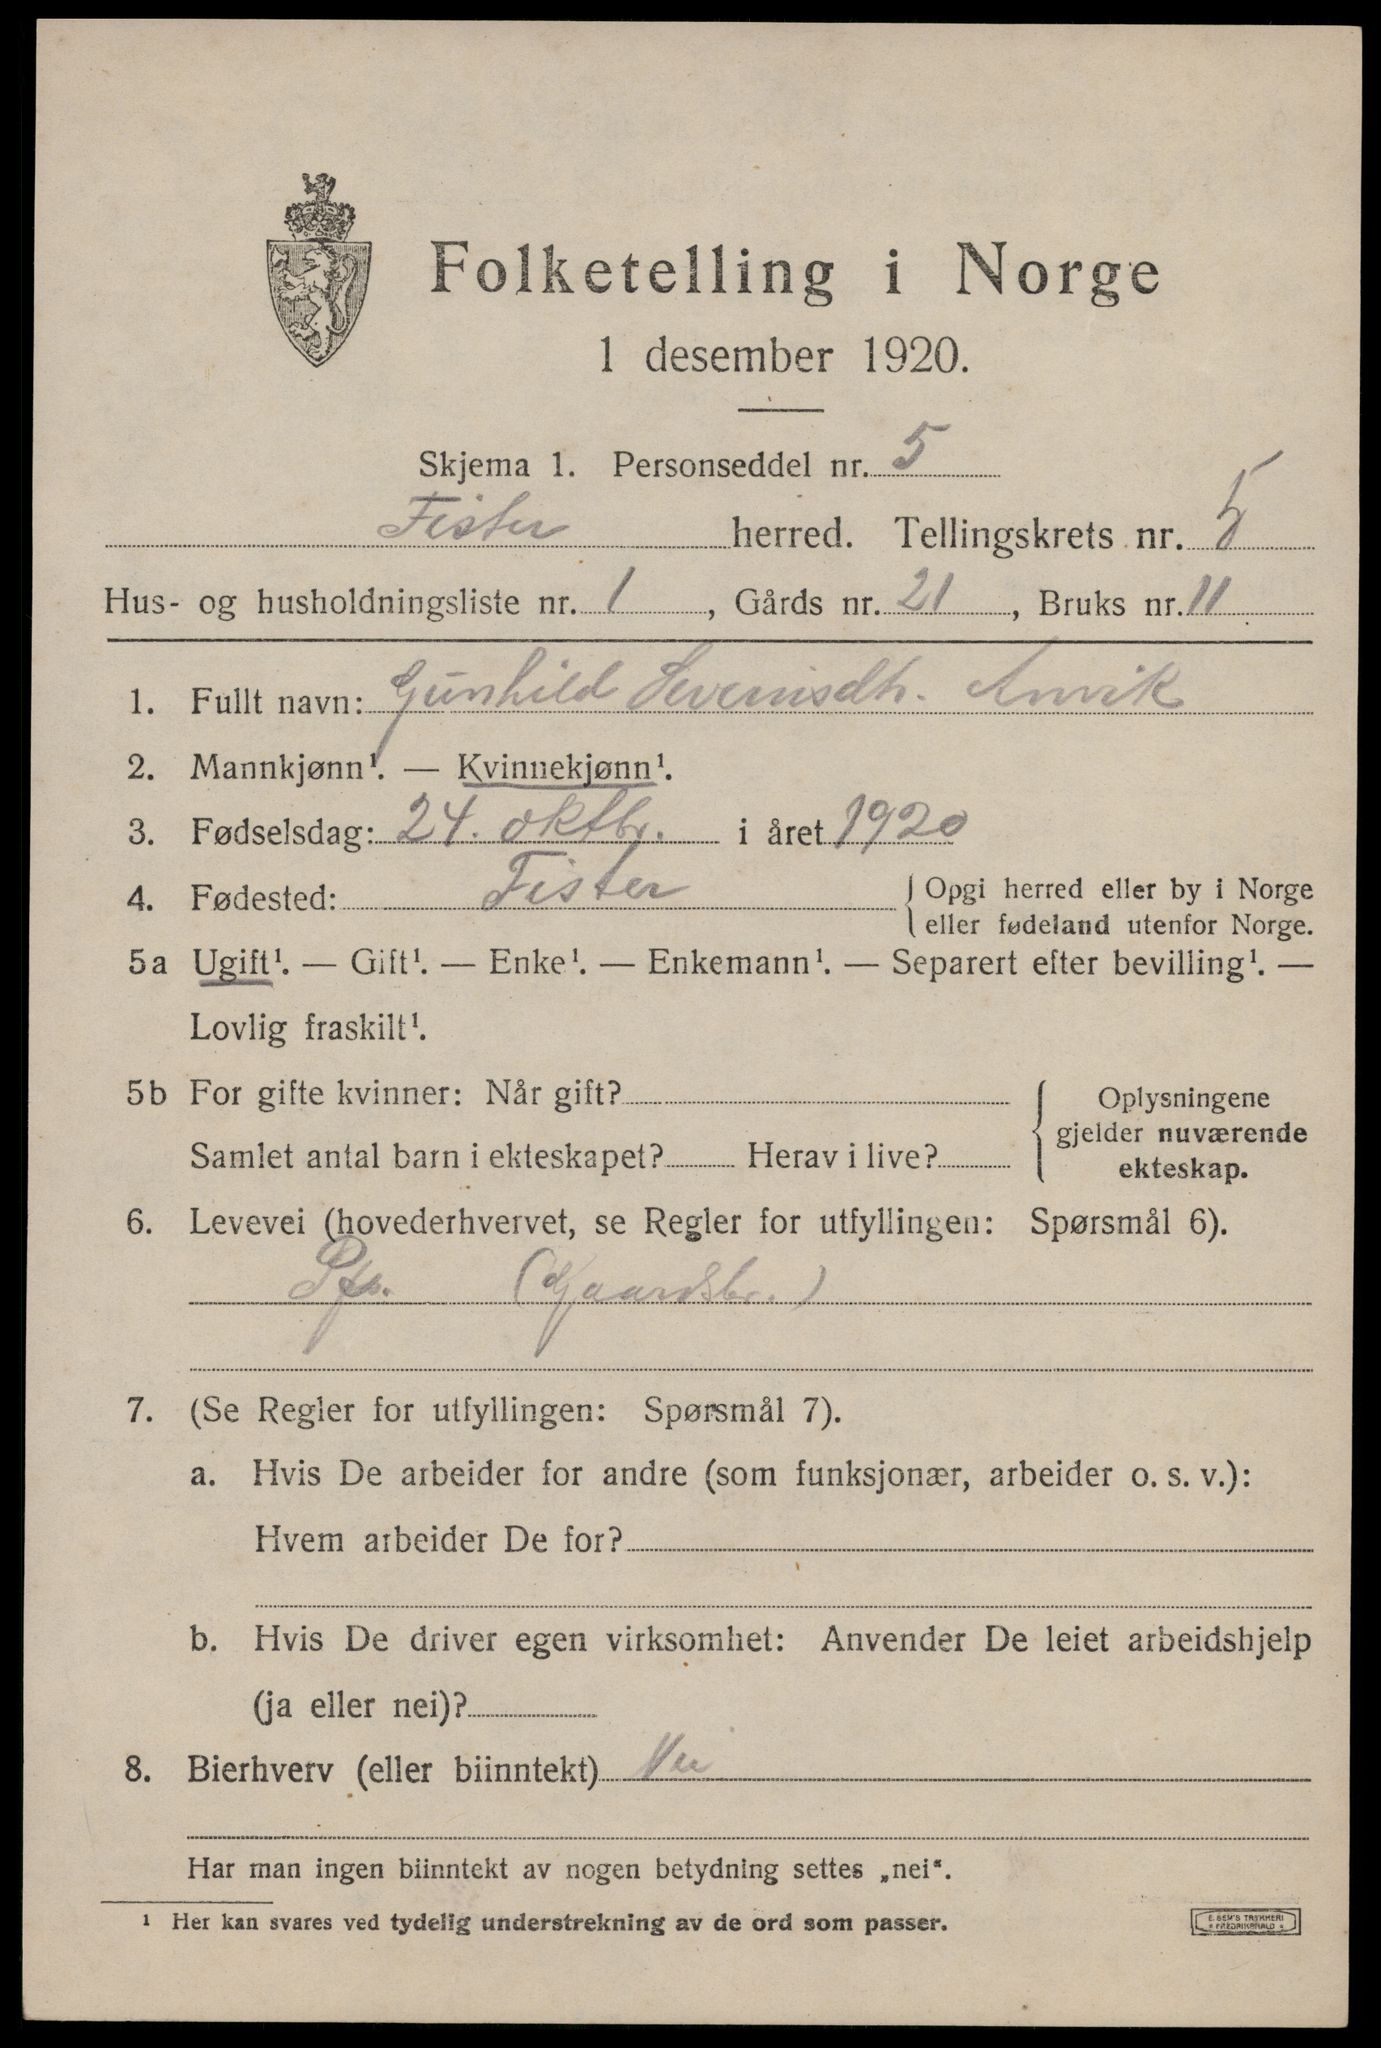 Folketelling i Norge
1 desember 1920.
Skjema 1. Personseddel nr. 5
Fister herred. Tellingskrets nr. 5
Hus- og husholdningsliste nr. 1, Gårds nr. 21, Bruks nr. 11
1. Fullt navn: Gunhild Severinsdtr. Anvik
2. Mannkjønn¹. — Kvinnekjønn¹.
3. Fødselsdag: 24. oktbr. i året 1920
4. Fødested: Fister { Opgi herred eller by i Norge
eller fødeland utenfor Norge.
5a Ugift¹. — Gift¹. — Enke¹. — Enkemann¹. — Separert efter bevilling¹. —
Lovlig fraskilt¹.
5b For gifte kvinner: Når gift?
Samlet antal barn i ekteskapet? Herav i live?
{ Oplysningene
gjelder nuværende
ekteskap.
6. Levevei (hovederhvervet, se Regler for utfyllingen: Spørsmål 6).
(Gaardsbr.)
7. (Se Regler for utfyllingen: Spørsmål 7).
a. Hvis De arbeider for andre (som funksjonær, arbeider o. s. v.):
Hvem arbeider De for?
b. Hvis De driver egen virksomhet: Anvender De leiet arbeidshjelp
(ja eller nei)?
8. Bierhverv (eller biinntekt) Nei
Har man ingen biinntekt av nogen betydning settes „nei“.
¹ Her kan svares ved tydelig understrekning av de ord som passer.
E. SEM'S TRYKKERI
* FREDRIKSHALD *